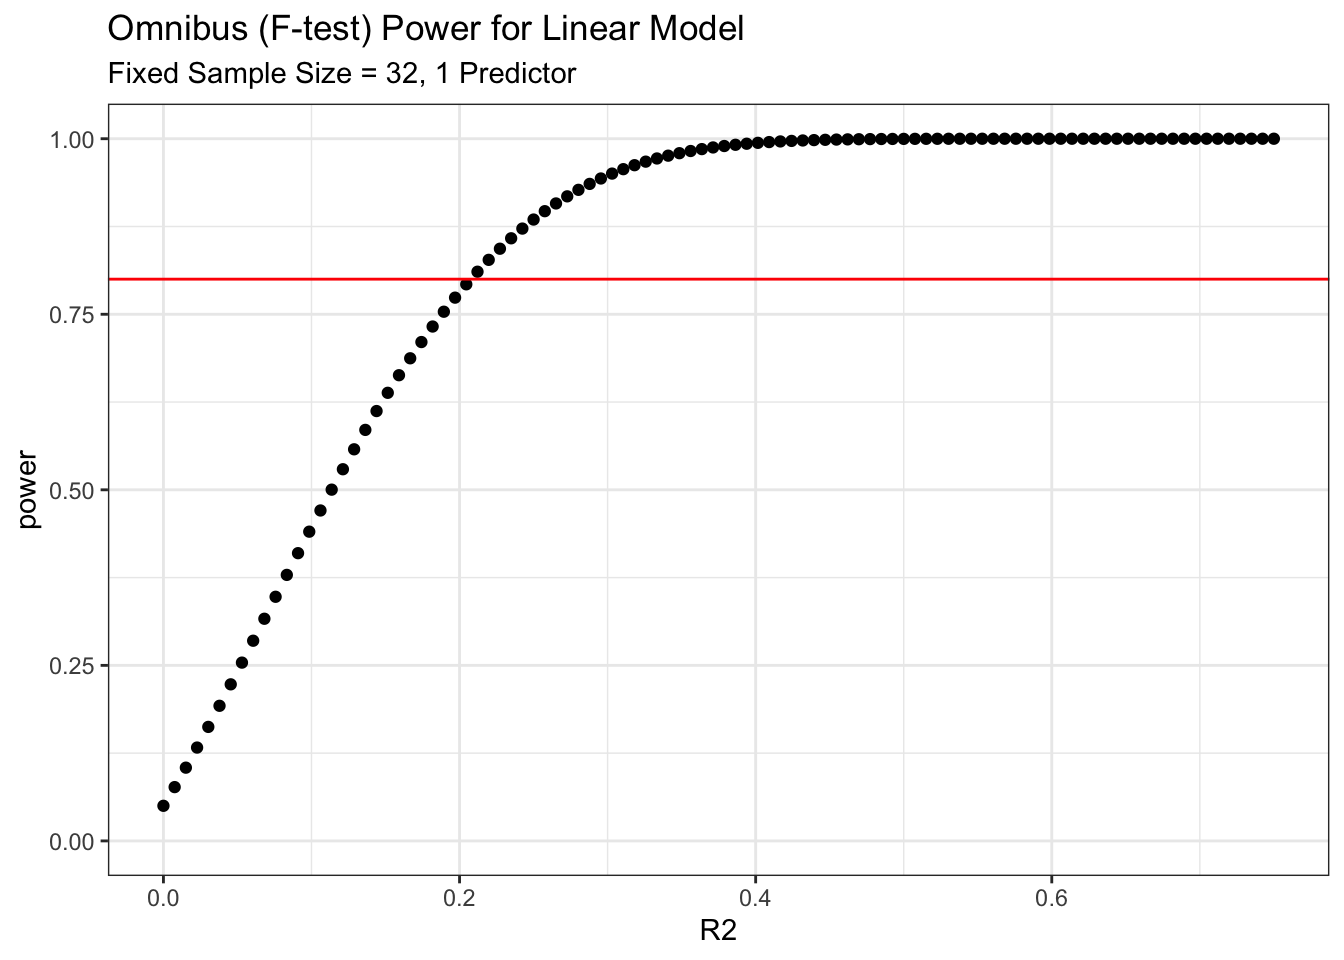 Omnibus (F-test) Power for Linear Model
Fixed Sample Size = 32, 1 Predictor
1.00
0.75
0.50
0.25
0.00
power
0.0 0.2 0.4 0.6
R2